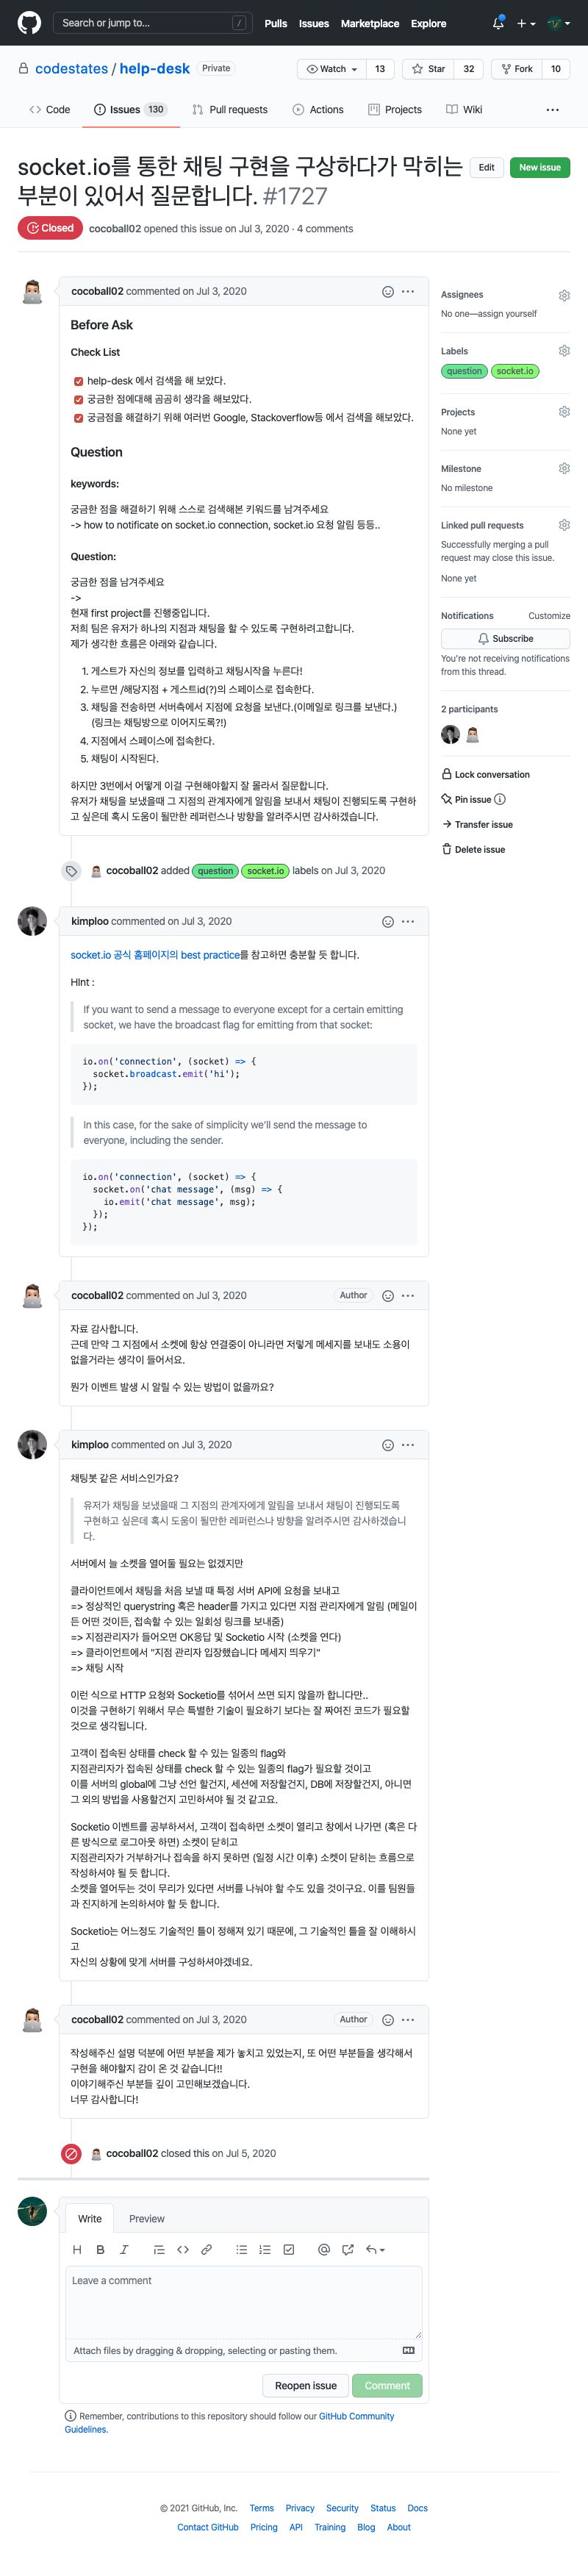 Search or jump to... /
Pulls Issues Marketplace Explore
codestates / help-desk Private
Watch 13 Star 32 Fork 10
Code Issues 130 Pull requests Actions Projects Wiki ...
socket.io를 통한 채팅 구현을 구상하다가 막히는
부분이 있어서 질문합니다. #1727
Edit New issue
Closed cocoball02 opened this issue on Jul 3, 2020 · 4 comments
cocoball02 commented on Jul 3, 2020
Before Ask
Check List
help-desk 에서 검색을 해 보았다.
궁금한 점에대해 곰곰히 생각을 해보았다.
궁금점을 해결하기 위해 여러번 Google, Stackoverflow등 에서 검색을 해보았다.
Question
keywords:
궁금한 점을 해결하기 위해 스스로 검색해본 키워드를 남겨주세요
-> how to notificate on socket.io connection, socket.io 요청 알림 등등..
Question:
궁금한 점을 남겨주세요
->
현재 first project를 진행중입니다.
저희 팀은 유저가 하나의 지점과 채팅을 할 수 있도록 구현하려고합니다.
제가 생각한 흐름은 아래와 같습니다.
1. 게스트가 자신의 정보를 입력하고 채팅시작을 누른다!
2. 누르면 /해당지점 + 게스트id(?)의 스페이스로 접속한다.
3. 채팅을 전송하면 서버측에서 지점에 요청을 보낸다.(이메일로 링크를 보낸다.)
(링크는 채팅방으로 이어지도록?!)
4. 지점에서 스페이스에 접속한다.
5. 채팅이 시작된다.
하지만 3번에서 어떻게 이걸 구현해야할지 잘 몰라서 질문합니다.
유저가 채팅을 보냈을때 그 지점의 관계자에게 알림을 보내서 채팅이 진행되도록 구현하
고 싶은데 혹시 도움이 될만한 레퍼런스나 방향을 알려주시면 감사하겠습니다.
Assignees
No one—assign yourself
Labels
question socket.io
Projects
None yet
Milestone
No milestone
Linked pull requests
Successfully merging a pull
request may close this issue.
None yet
Notifications Customize
Subscribe
You're not receiving notifications
from this thread.
2 participants
Lock conversation
Pin issue
Transfer issue
Delete issue
cocoball02 added question socket.io labels on Jul 3, 2020
kimploo commented on Jul 3, 2020
socket.io 공식 홈페이지의 best practice를 참고하면 충분할 듯 합니다.
HInt :
If you want to send a message to everyone except for a certain emitting
socket, we have the broadcast flag for emitting from that socket:
io.on('connection', (socket) => {
socket.broadcast.emit('hi');
});
In this case, for the sake of simplicity we'll send the message to
everyone, including the sender.
io.on('connection', (socket) => {
socket.on('chat message', (msg) => {
io.emit('chat message', msg);
});
});
cocoball02 commented on Jul 3, 2020 Author
자료 감사합니다.
근데 만약 그 지점에서 소켓에 항상 연결중이 아니라면 저렇게 메세지를 보내도 소용이
없을거라는 생각이 들어서요.
뭔가 이벤트 발생 시 알릴 수 있는 방법이 없을까요?
kimploo commented on Jul 3, 2020
채팅봇 같은 서비스인가요?
유저가 채팅을 보냈을때 그 지점의 관계자에게 알림을 보내서 채팅이 진행되도록
구현하고 싶은데 혹시 도움이 될만한 레퍼런스나 방향을 알려주시면 감사하겠습니
다.
서버에서 늘 소켓을 열어둘 필요는 없겠지만
클라이언트에서 채팅을 처음 보낼 때 특정 서버 API에 요청을 보내고
=> 정상적인 querystring 혹은 header를 가지고 있다면 지점 관리자에게 알림 (메일이
든 어떤 것이든, 접속할 수 있는 일회성 링크를 보내줌)
=> 지점관리자가 들어오면 OK응답 및 Socketio 시작 (소켓을 연다)
=> 클라이언트에서 "지점 관리자 입장했습니다 메세지 띄우기"
=> 채팅 시작
이런 식으로 HTTP 요청와 Socketio를 섞어서 쓰면 되지 않을까 합니다만..
이것을 구현하기 위해서 무슨 특별한 기술이 필요하기 보다는 잘 짜여진 코드가 필요할
것으로 생각됩니다.
고객이 접속된 상태를 check 할 수 있는 일종의 flag와
지점관리자가 접속된 상태를 check 할 수 있는 일종의 flag가 필요할 것이고
이를 서버의 global에 그냥 선언 할건지, 세션에 저장할건지, DB에 저장할건지, 아니면
그 외의 방법을 사용할건지 고민하셔야 될 것 같고요.
Socketio 이벤트를 공부하셔서, 고객이 접속하면 소켓이 열리고 창에서 나가면 (혹은 다
른 방식으로 로그아웃 하면) 소켓이 닫히고
지점관리자가 거부하거나 접속을 하지 못하면 (일정 시간 이후) 소켓이 닫히는 흐름으로
작성하셔야 될 듯 합니다.
소켓을 열어두는 것이 무리가 있다면 서버를 나눠야 할 수도 있을 것이구요. 이를 팀원들
과 진지하게 논의하셔야 할 듯 합니다.
Socketio는 어느정도 기술적인 틀이 정해져 있기 때문에, 그 기술적인 틀을 잘 이해하시
고
자신의 상황에 맞게 서버를 구성하셔야겠네요.
cocoball02 commented on Jul 3, 2020 Author
작성해주신 설명 덕분에 어떤 부분을 제가 놓치고 있었는지, 또 어떤 부분들을 생각해서
구현을 해야할지 감이 온 것 같습니다!!
이야기해주신 부분들 깊이 고민해보겠습니다.
너무 감사합니다!
cocoball02 closed this on Jul 5, 2020
Write Preview
H B I @
Leave a comment
Attach files by dragging & dropping, selecting or pasting them.
Reopen issue Comment
Remember, contributions to this repository should follow our GitHub Community
Guidelines.
© 2021 GitHub, Inc. Terms Privacy Security Status Docs
Contact GitHub Pricing API Training Blog About